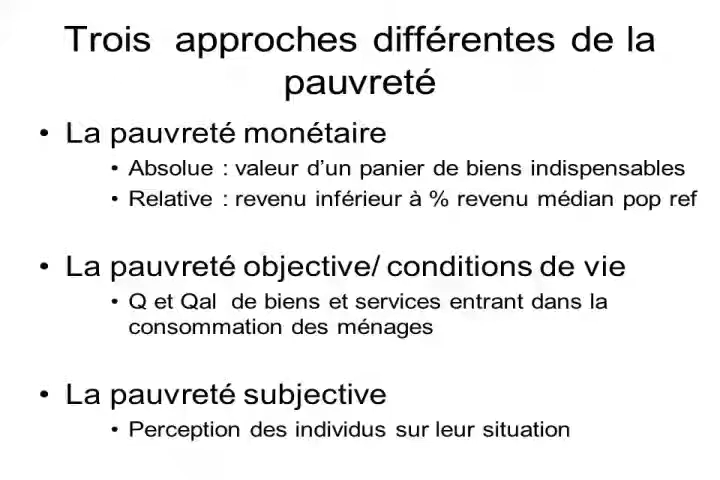 Trois approches différentes de la
pauvreté
• La pauvreté monétaire
• Absolue : valeur d'un panier de biens indispensables
• Relative : revenu inférieur à % revenu médian pop ref
• La pauvreté objective/ conditions de vie
• Q et Qal de biens et services entrant dans la
consommation des ménages
• La pauvreté subjective
• Perception des individus sur leur situation